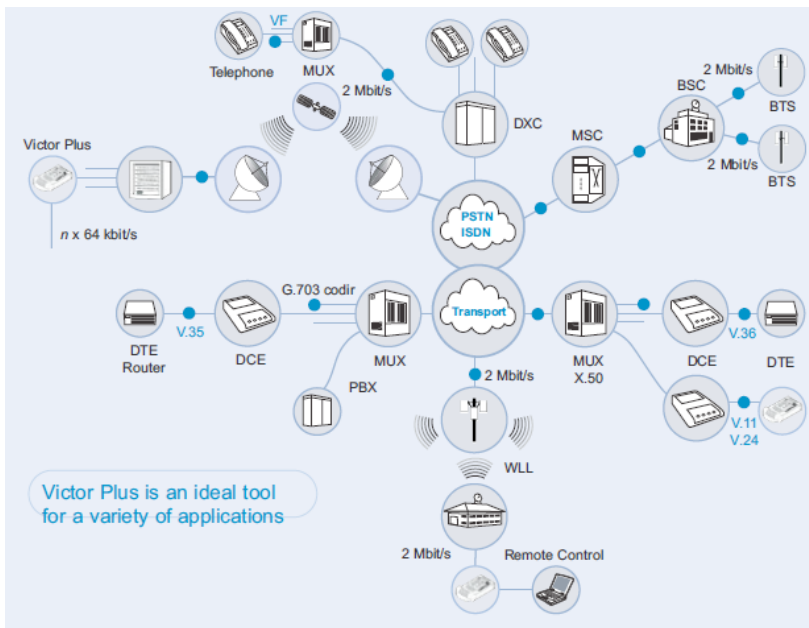 VF
Telephone
MUX
2 Mbit/s
DXC
MSC
BSC
2 Mbit/s
BTS
2 Mbit/s
BTS
Victor Plus
n x 64 kbit/s
PSTN
ISDN
G.703 codir
Transport
V.35
DTE
Router
DCE
MUX
PBX
MUX
X.50
DCE
V.36
DTE
V.11
V.24
2 Mbit/s
WLL
Victor Plus is an ideal tool
for a variety of applications
2 Mbit/s
Remote Control